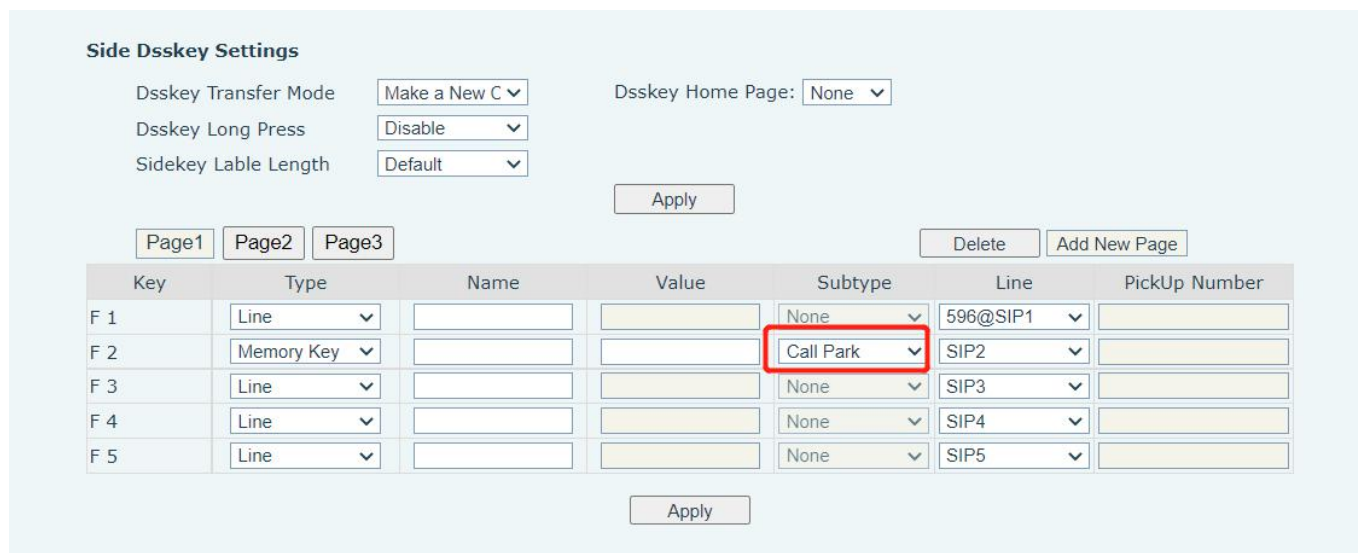 Side Dsskey Settings
Dsskey Transfer Mode Make a New C Dsskey Home Page: None
Dsskey Long Press Disable
Sidekey Lable Length Default
Apply
Page1 Page2 Page3 Delete Add New Page
Key Type Name Value Subtype Line PickUp Number
F 1 Line None 596@SIP1
F 2 Memory Key Call Park SIP2
F 3 Line None SIP3
F 4 Line None SIP4
F 5 Line None SIP5
Apply